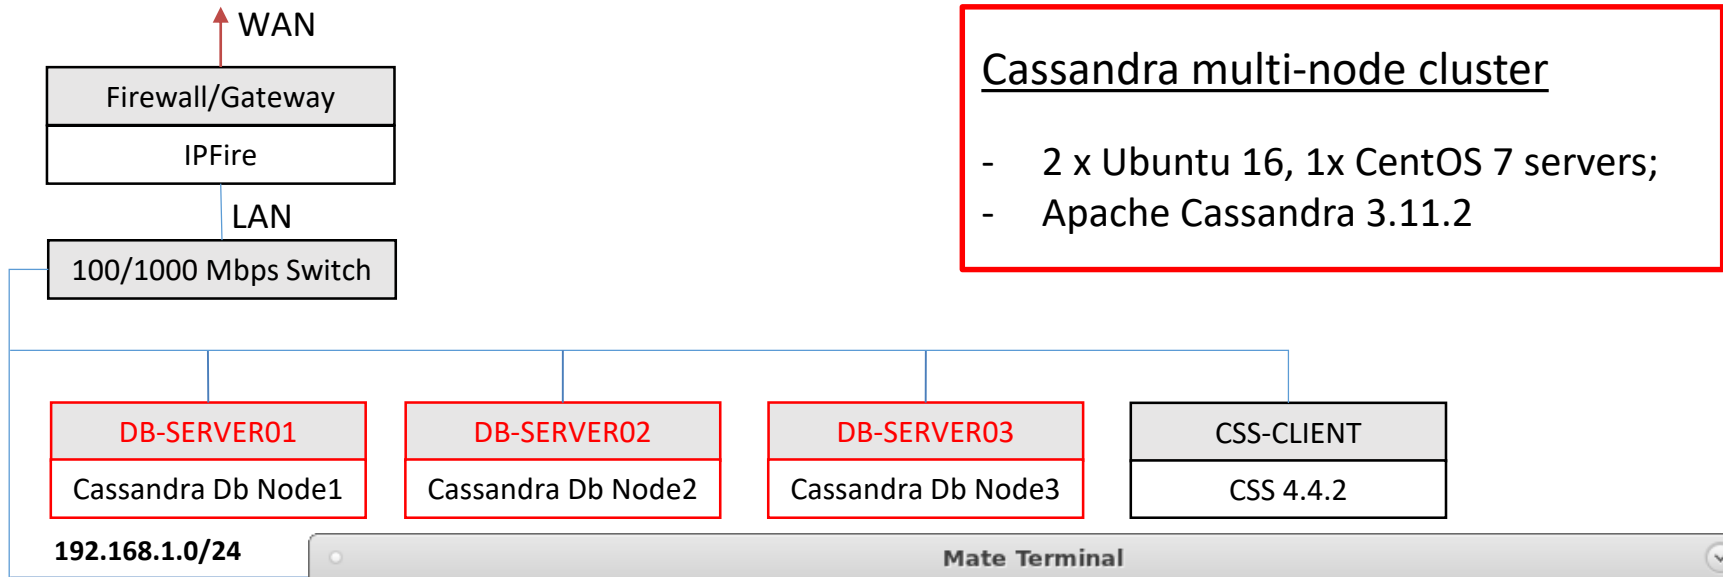 WAN
Firewall/Gateway
IPFire
LAN
100/1000 Mbps Switch
Cassandra multi-node cluster
- 2 x Ubuntu 16, 1x CentOS 7 servers;
- Apache Cassandra 3.11.2
DB-SERVER01
Cassandra Db Node1
DB-SERVER02
Cassandra Db Node2
DB-SERVER03
Cassandra Db Node3
CSS-CLIENT
CSS 4.4.2
192.168.1.0/24
Mate Terminal